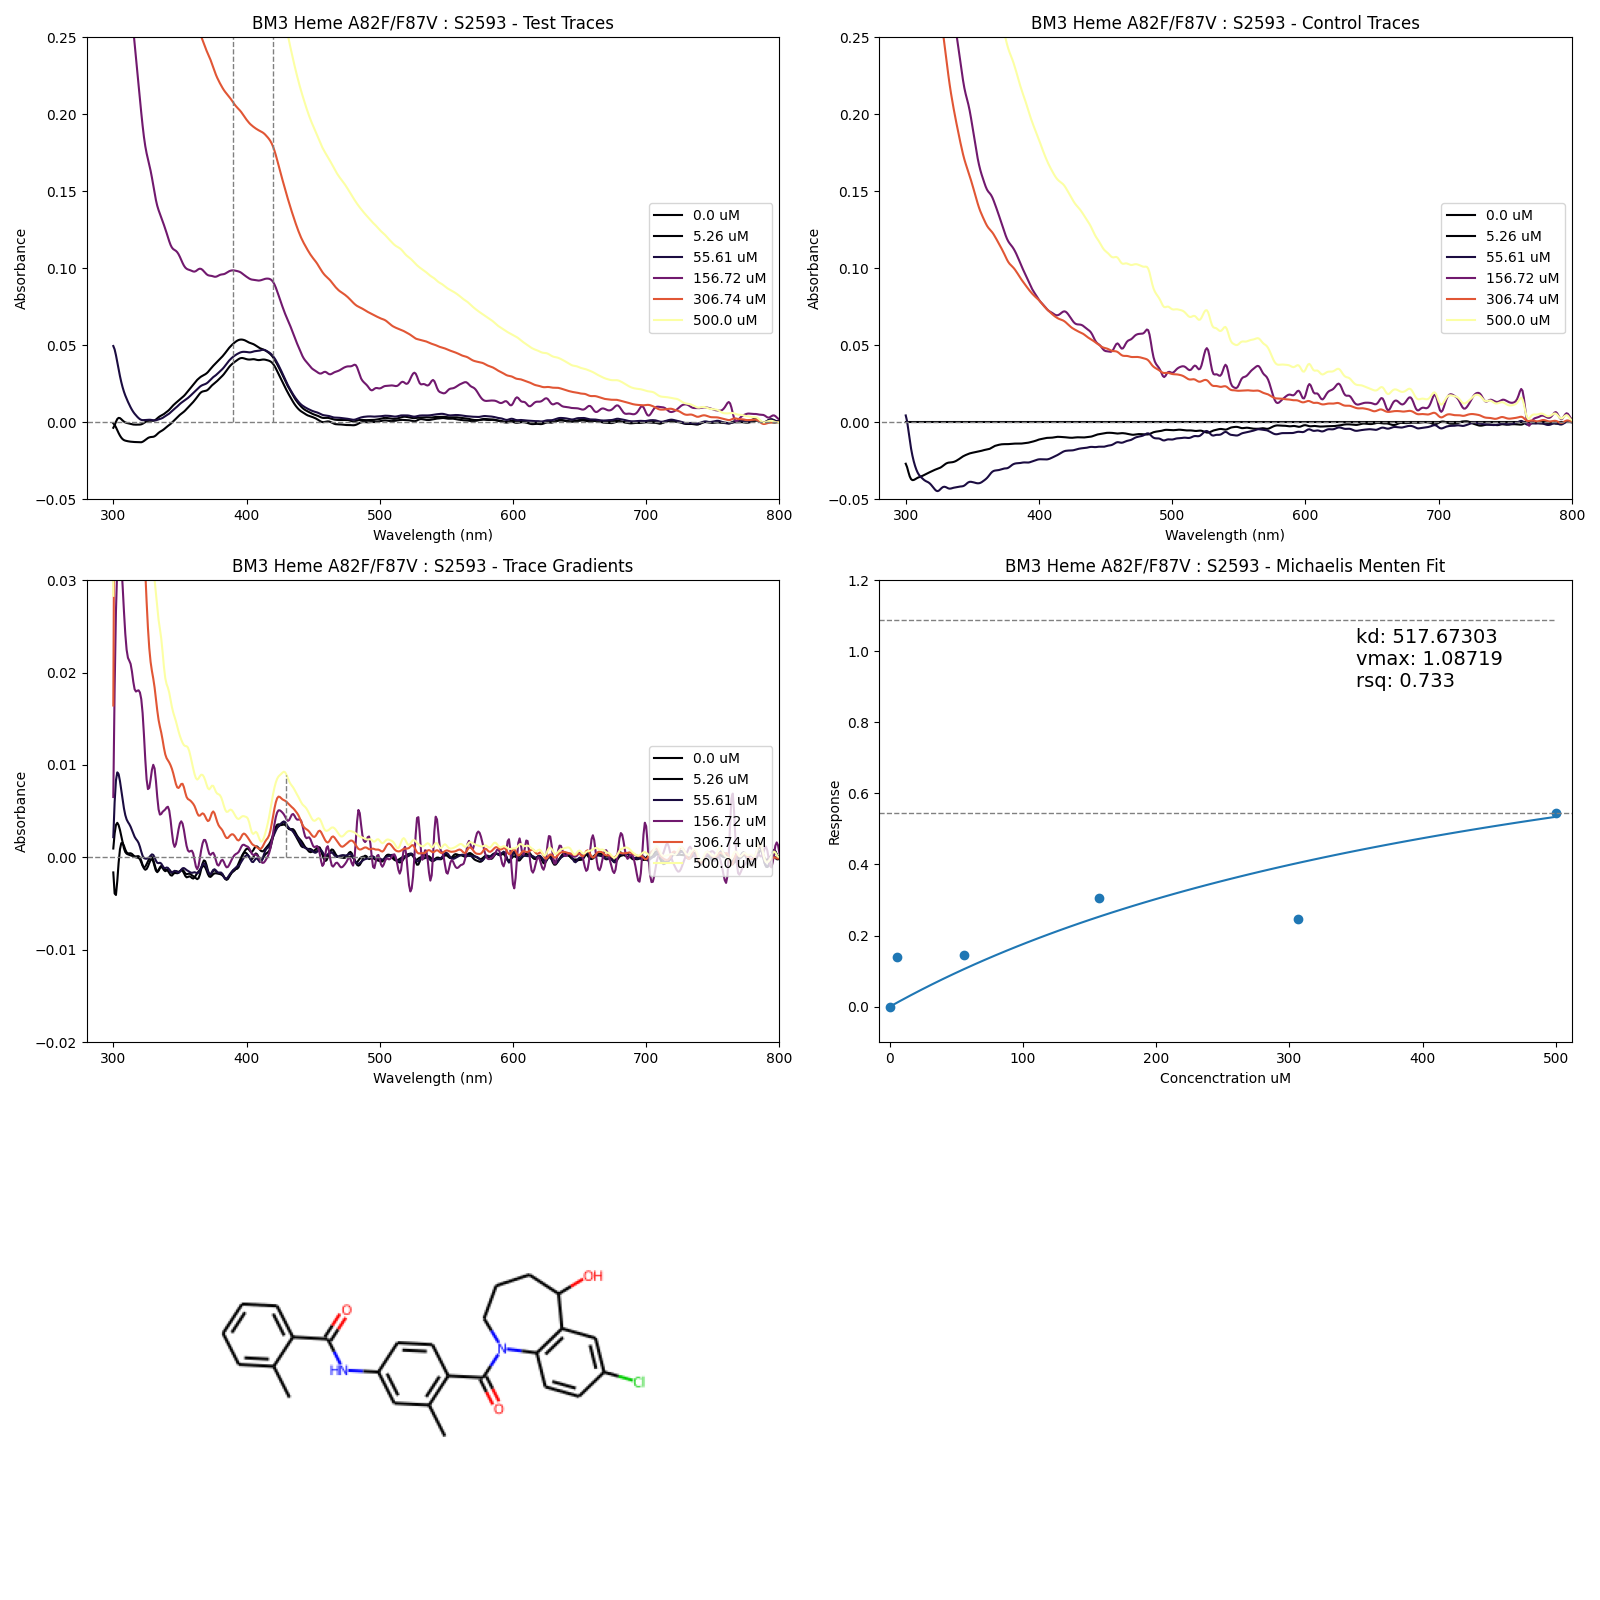 BM3 Heme A82F/F87V : S2593 - Test Traces
Absorbance
0.25
0.20
0.15
0.10
0.05
0.00
−0.05
300 400 500 600 700 800
Wavelength (nm)
0.0 uM
5.26 uM
55.61 uM
156.72 uM
306.74 uM
500.0 uM
BM3 Heme A82F/F87V : S2593 - Control Traces
Absorbance
0.25
0.20
0.15
0.10
0.05
0.00
−0.05
300 400 500 600 700 800
Wavelength (nm)
0.0 uM
5.26 uM
55.61 uM
156.72 uM
306.74 uM
500.0 uM
BM3 Heme A82F/F87V : S2593 - Trace Gradients
Absorbance
0.03
0.02
0.01
0.00
−0.01
−0.02
300 400 500 600 700 800
Wavelength (nm)
0.0 uM
5.26 uM
55.61 uM
156.72 uM
306.74 uM
500.0 uM
BM3 Heme A82F/F87V : S2593 - Michaelis Menten Fit
Response
1.2
1.0
0.8
0.6
0.4
0.2
0.0
0 100 200 300 400 500
Concenctration uM
kd: 517.67303
vmax: 1.08719
rsq: 0.733
OH
O
N
HN
Cl
O